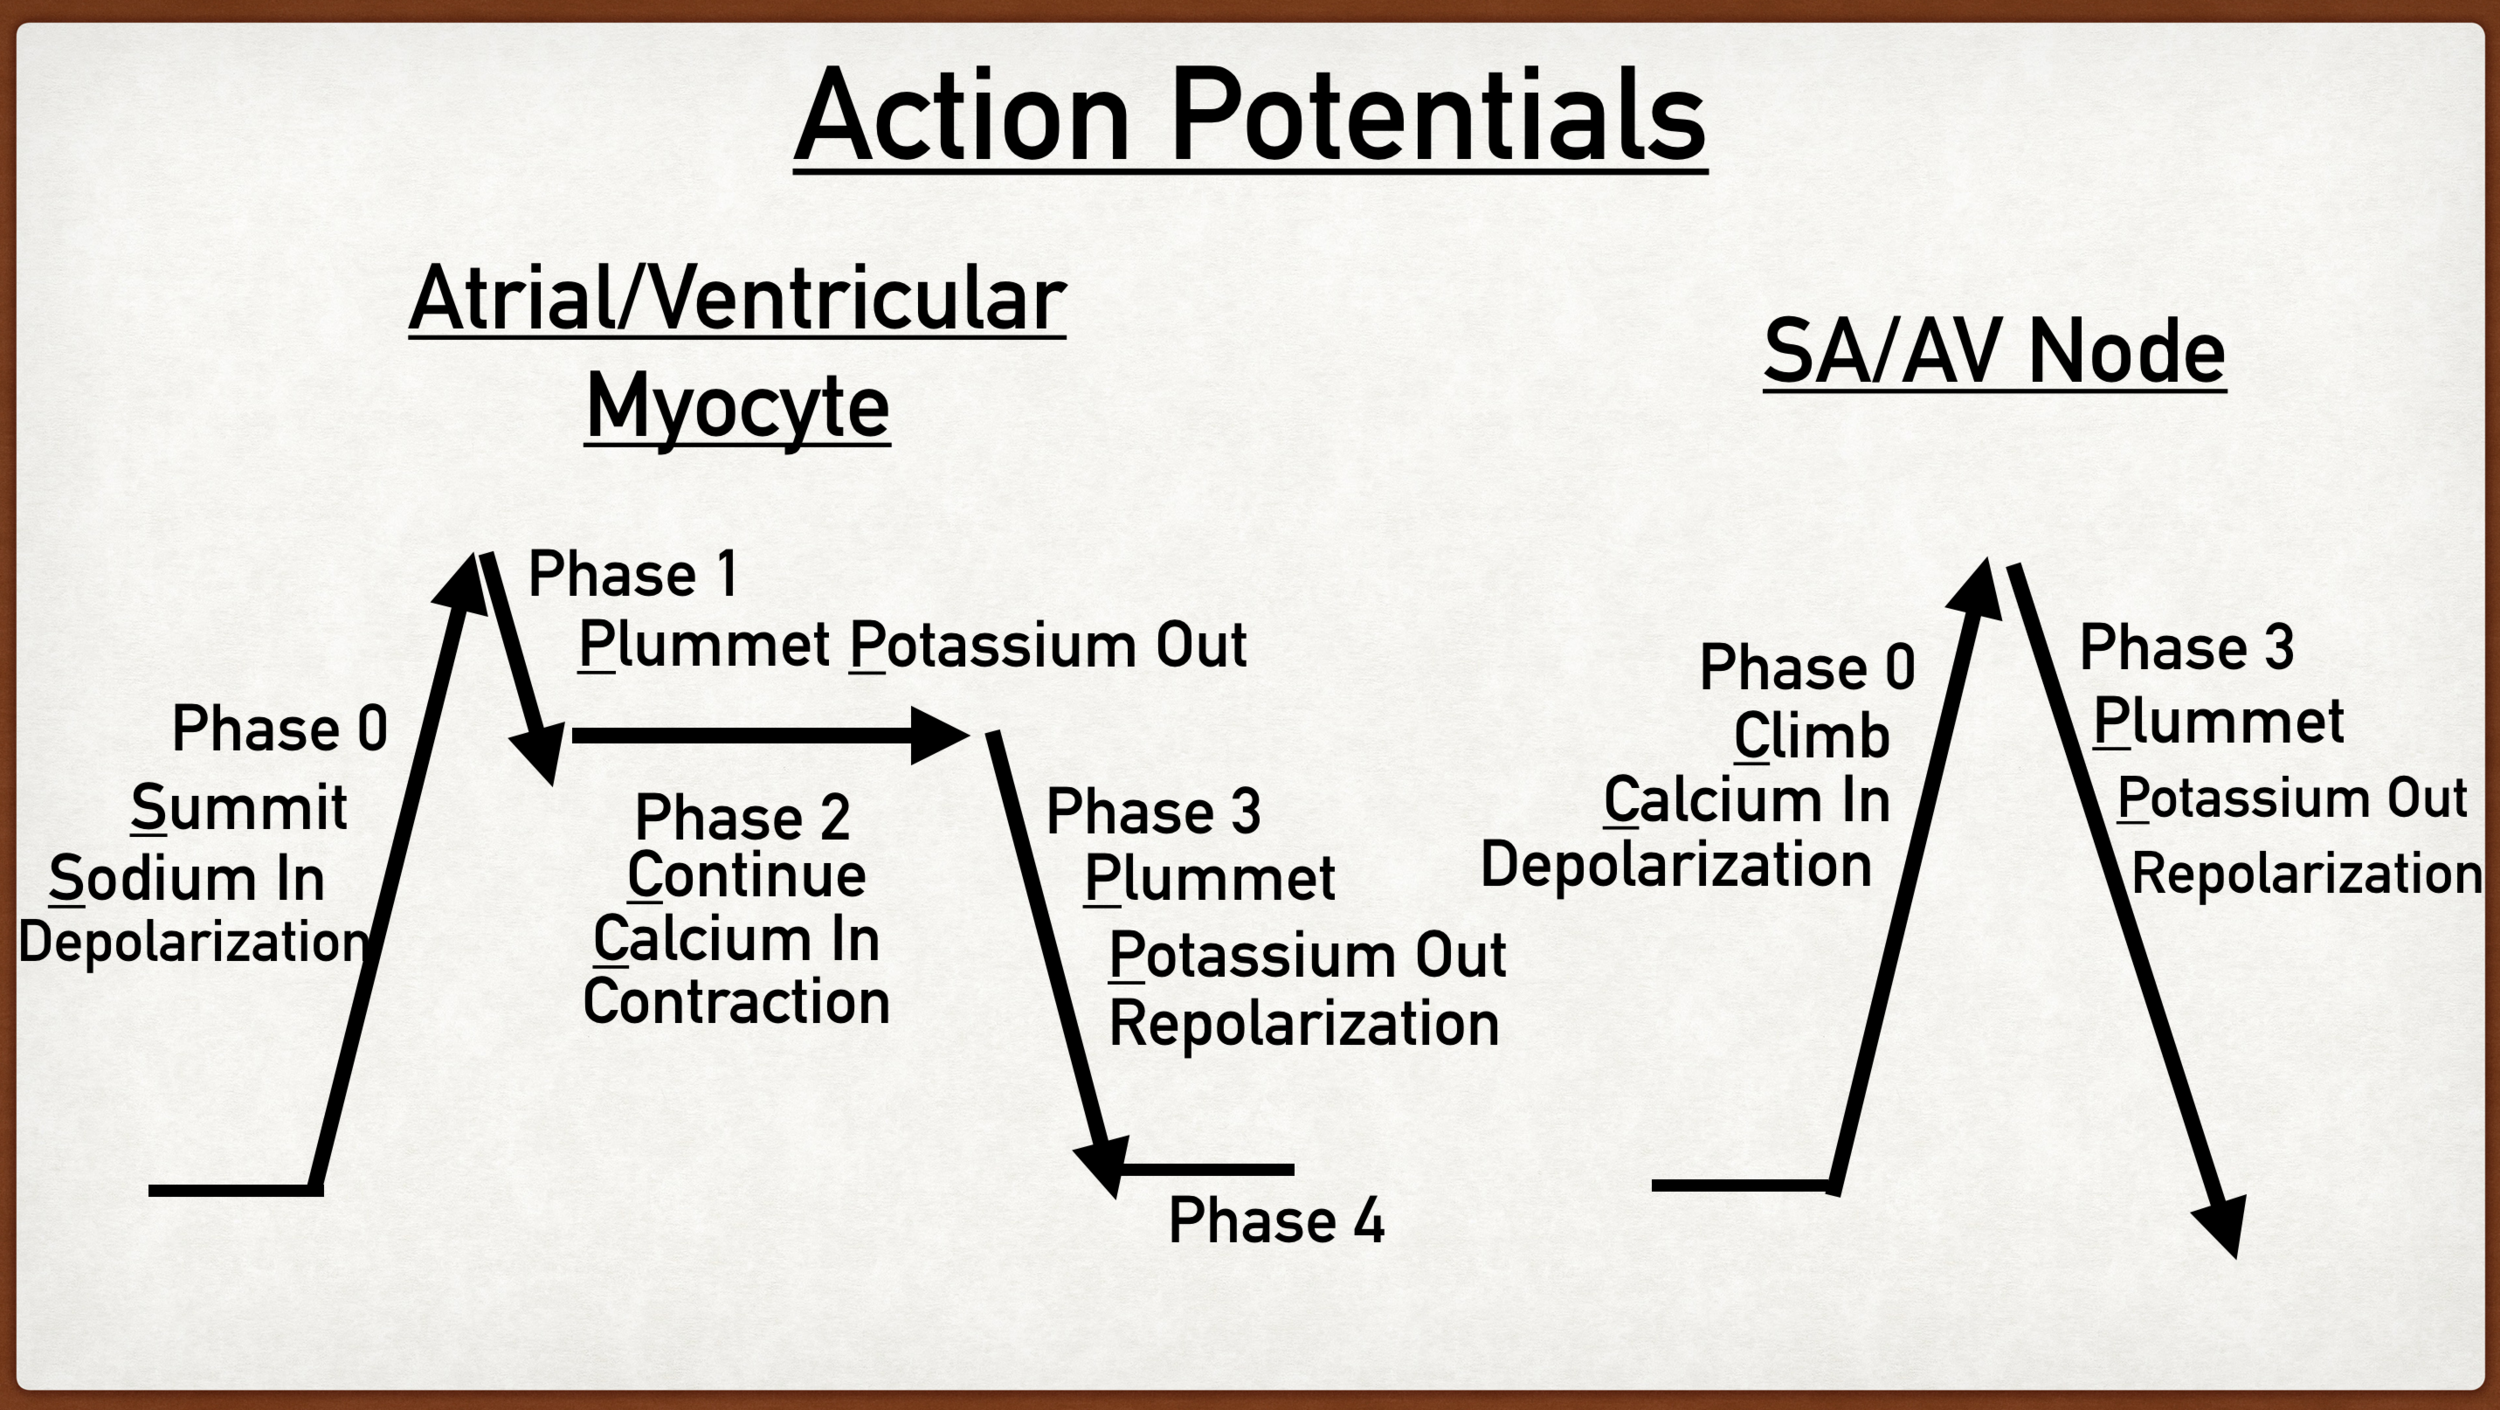 Action Potentials
Atrial/Ventricular
Myocyte
Phase 0
Summit
Sodium In
Depolarization
Phase 1
Plummet Potassium Out
Phase 2
Continue
Calcium In
Contraction
Phase 3
Plummet
Potassium Out
Repolarization
Phase 4
SA/AV Node
Phase 0
Climb
Calcium In
Depolarization
Phase 3
Plummet
Potassium Out
Repolarization